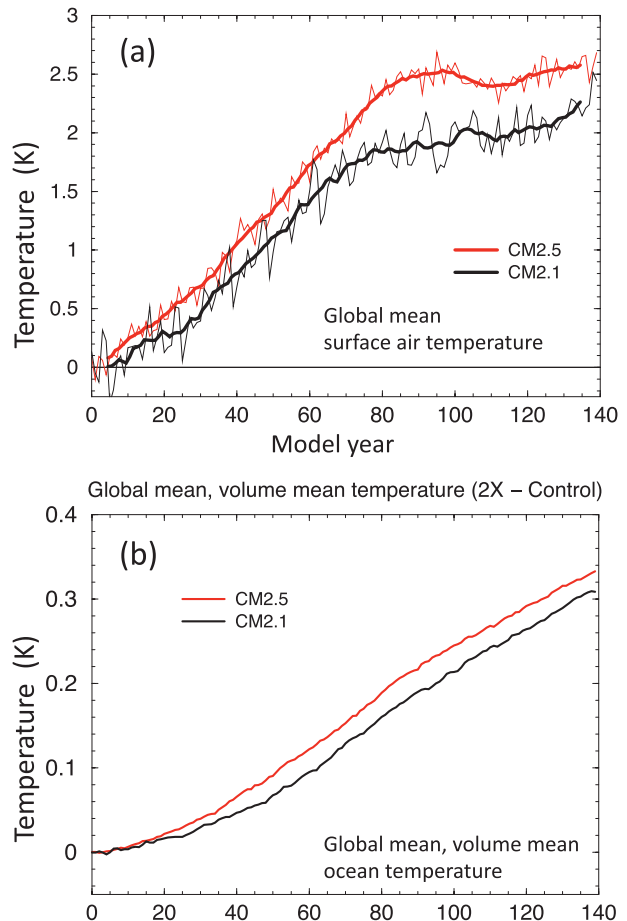 (a)
3
2.5
2
1.5
1
0.5
0
Temperature (K)
CM2.5
CM2.1
Global mean
surface air temperature
0 20 40 60 80 100 120 140
Model year
Global mean, volume mean temperature (2X – Control)
(b)
0.4
0.3
0.2
0.1
0
Temperature (K)
CM2.5
CM2.1
Global mean, volume mean
ocean temperature
0 20 40 60 80 100 120 140